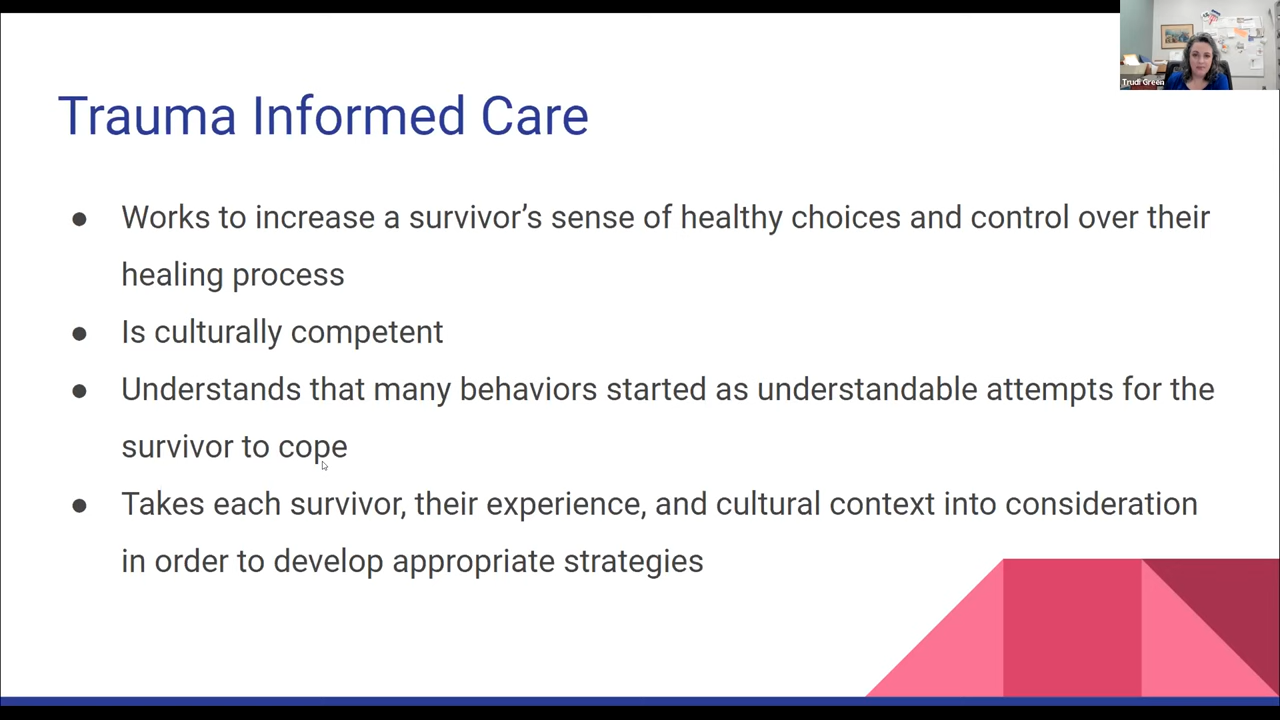 Trudi Green
Trauma Informed Care
● Works to increase a survivor’s sense of healthy choices and control over their
healing process
● Is culturally competent
● Understands that many behaviors started as understandable attempts for the
survivor to cope
● Takes each survivor, their experience, and cultural context into consideration
in order to develop appropriate strategies